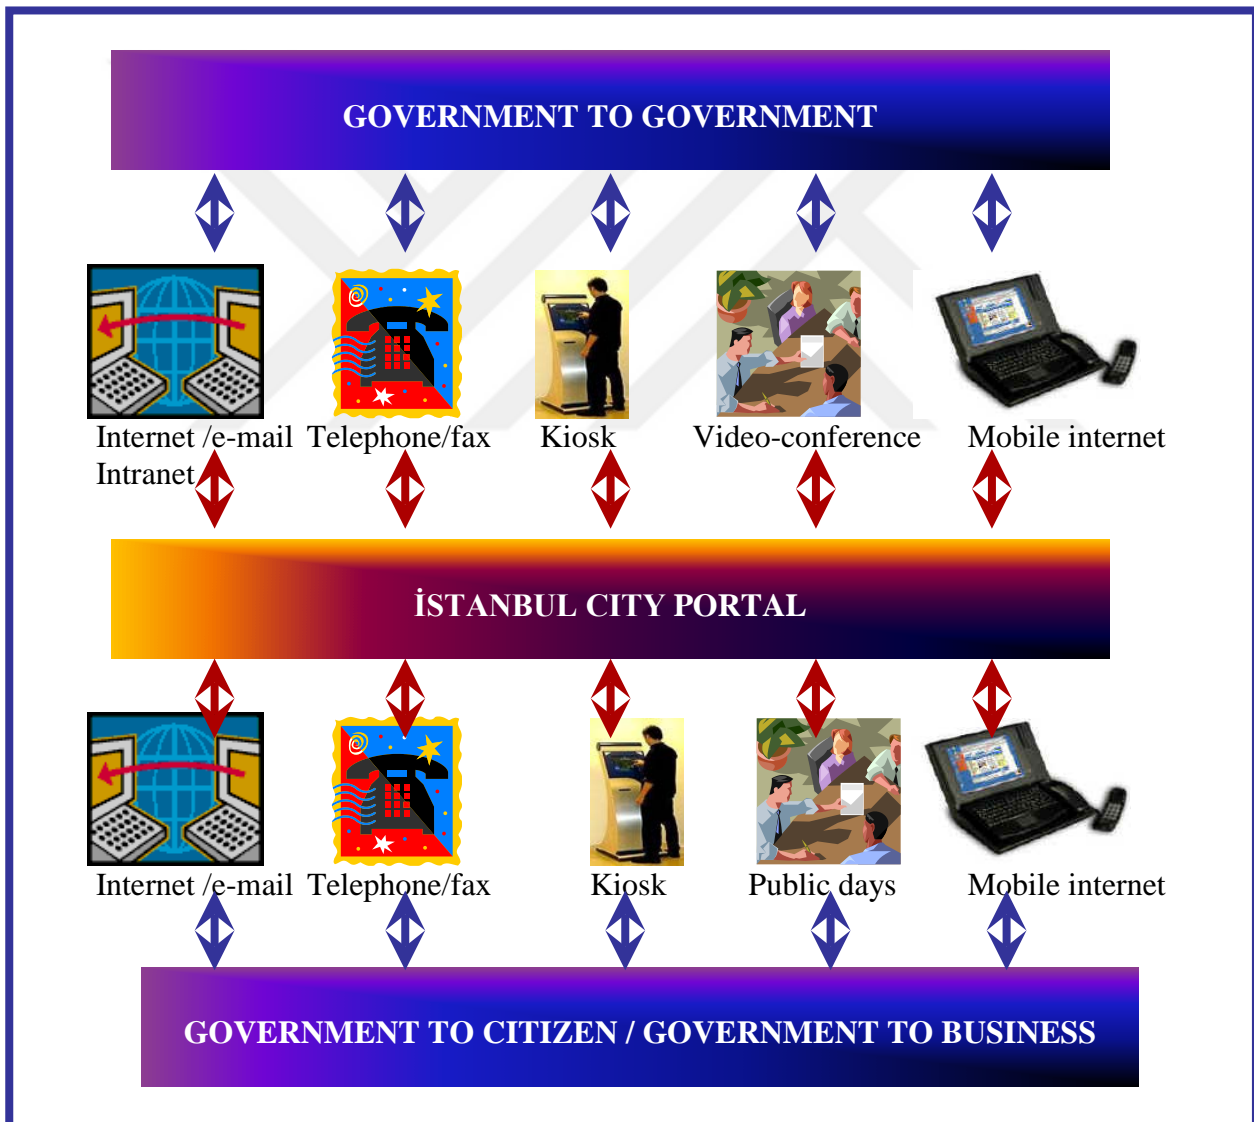 GOVERNMENT TO GOVERNMENT
Internet /e-mail Telephone/fax Kiosk Video-conference Mobile internet
Intranet
İSTANBUL CITY PORTAL
Internet /e-mail Telephone/fax Kiosk Public days Mobile internet
GOVERNMENT TO CITIZEN / GOVERNMENT TO BUSINESS